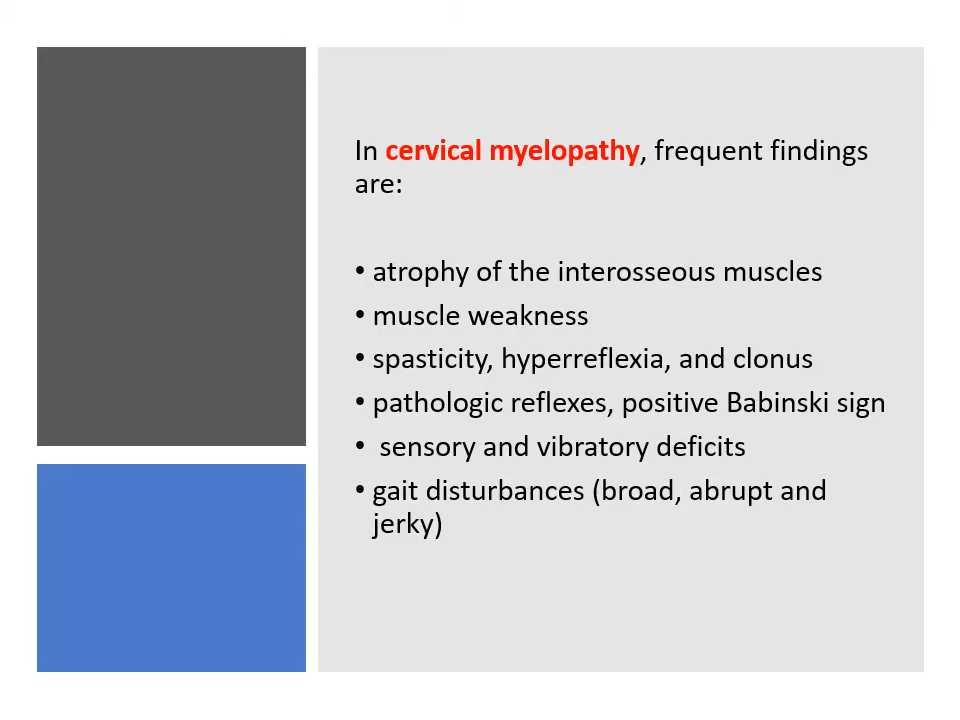 In cervical myelopathy, frequent findings
are:
• atrophy of the interosseous muscles
• muscle weakness
• spasticity, hyperreflexia, and clonus
• pathologic reflexes, positive Babinski sign
• sensory and vibratory deficits
• gait disturbances (broad, abrupt and
jerky)